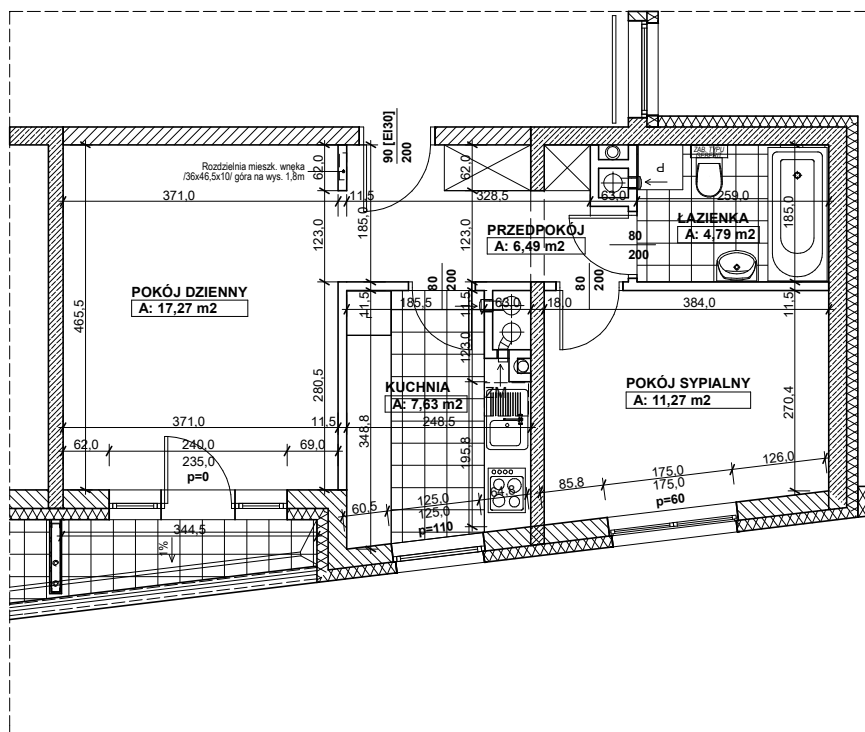 90 [EI30]
200
Rozdzielnia mieszk. wnęka
/36x46,5x10/ góra na wys. 1,8m
62,0
62,0
ZAB. TYPU
P
371,0
11,5
328,5
63,0
259,0
185,0
123,0
123,0
185,0
PRZEDPOKÓJ
A: 6,49 m2
ŁAZIENKA
A: 4,79 m2
80
200
80
200
80
200
POKÓJ DZIENNY
A: 17,27 m2
465,5
11,5
185,5
11,5
63,0
18,0
384,0
11,5
L
123,0
280,5
KUCHNIA
A: 7,63 m2
ZM
POKÓJ SYPIALNY
A: 11,27 m2
270,4
371,0
11,5
248,5
348,8
195,8
62,0
240,0
69,0
235,0
p=0
60,5
125,0
64,8
125,0
p=110
85,8
175,0
126,0
175,0
p=60
344,5
1%